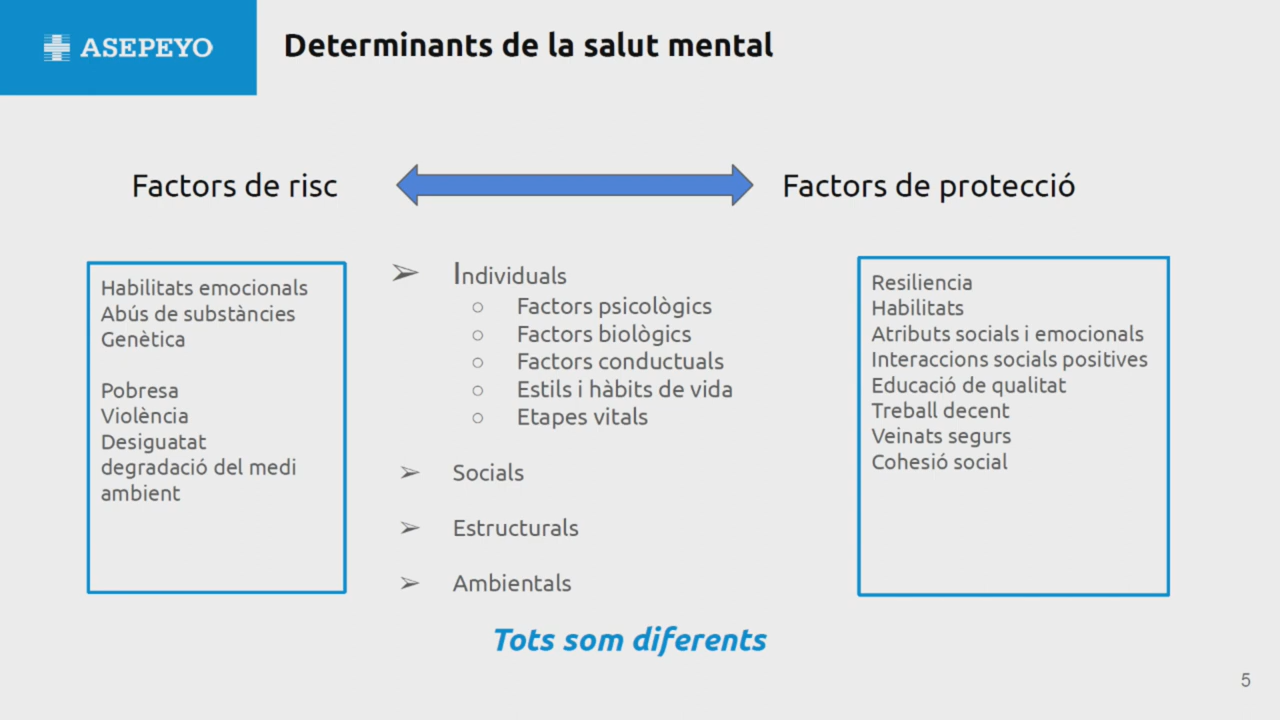 ASEPEYO
Determinants de la salut mental
Factors de risc
Factors de protecció
Habilitats emocionals
Abús de substàncies
Genètica
Pobresa
Violència
Desiguatat
degradació del medi
ambient
➢ Individuals
○ Factors psicològics
○ Factors biològics
○ Factors conductuals
○ Estils i hàbits de vida
○ Etapes vitals
➢ Socials
➢ Estructurals
➢ Ambientals
Resiliencia
Habilitats
Atributs socials i emocionals
Interaccions socials positives
Educació de qualitat
Treball decent
Veinats segurs
Cohesió social
Tots som diferents
5